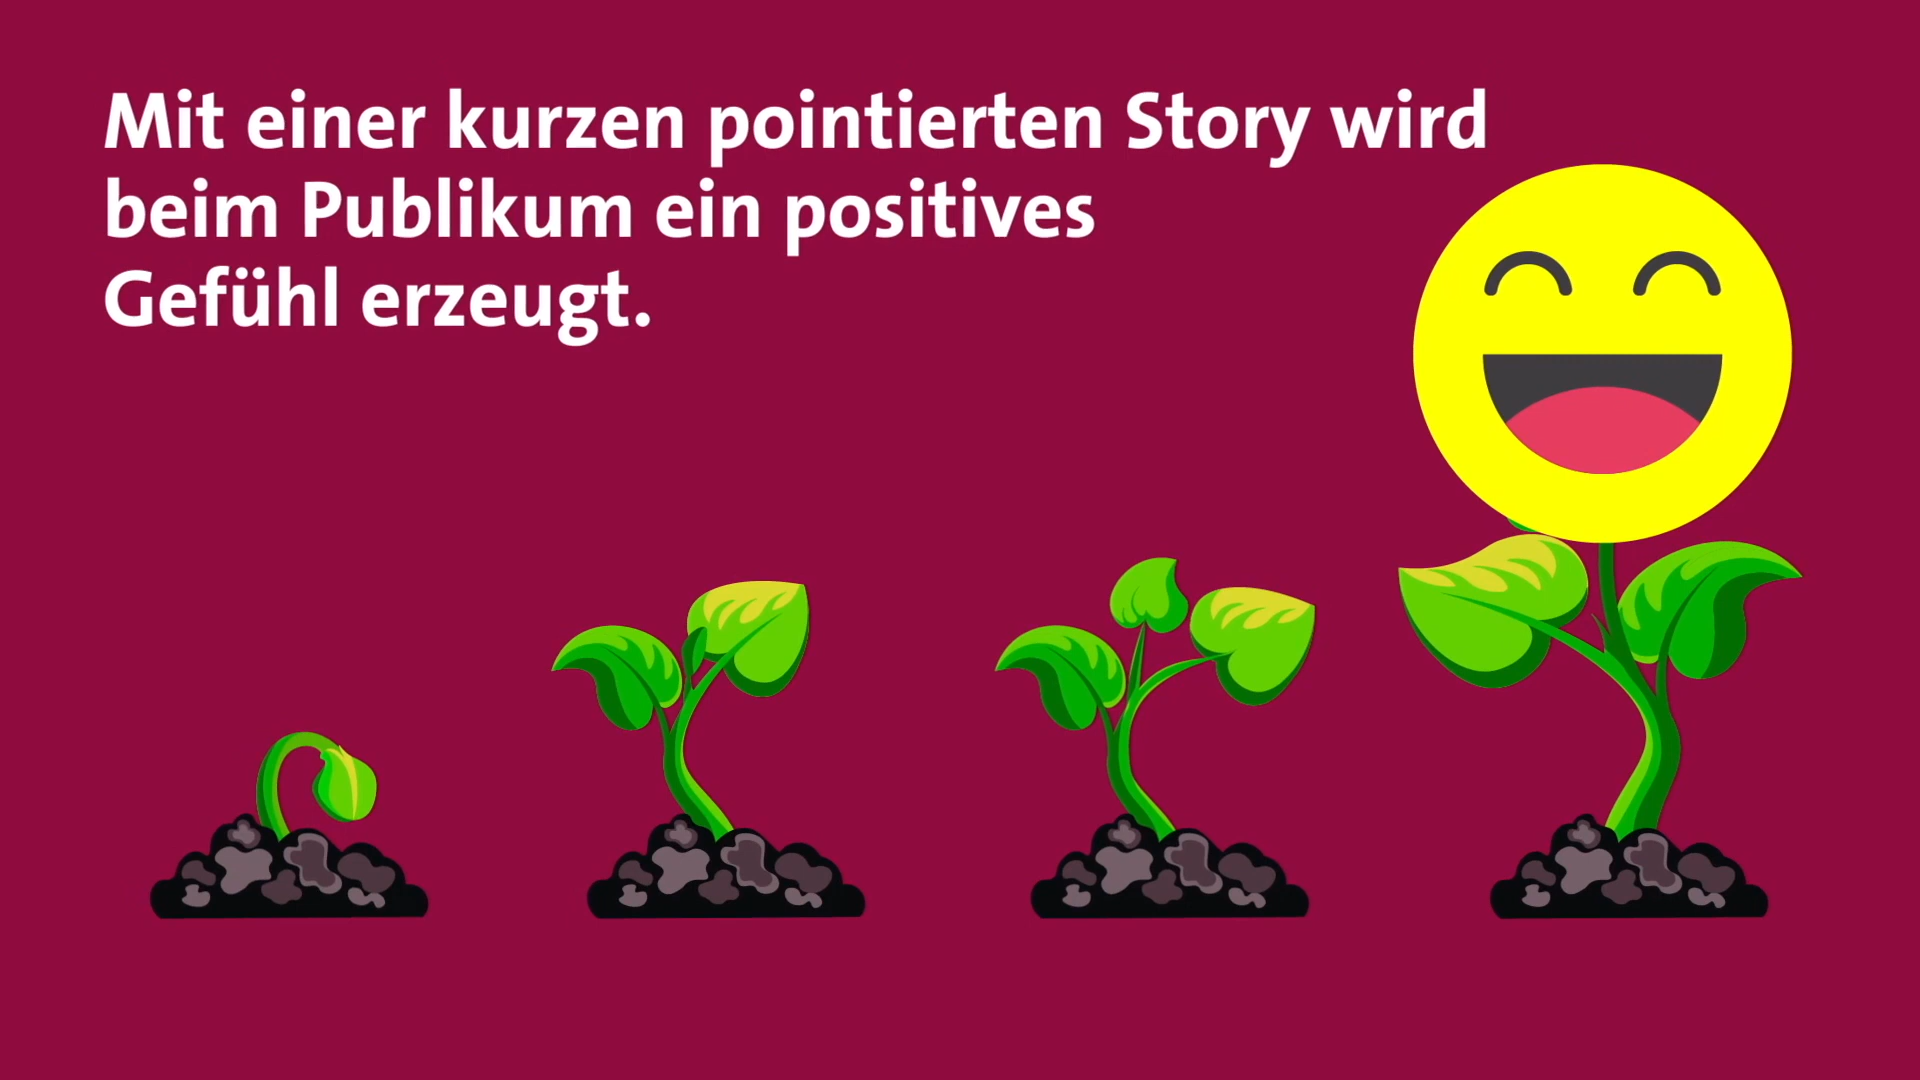 Mit einer kurzen pointierten Story wird
beim Publikum ein positives
Gefühl erzeugt.